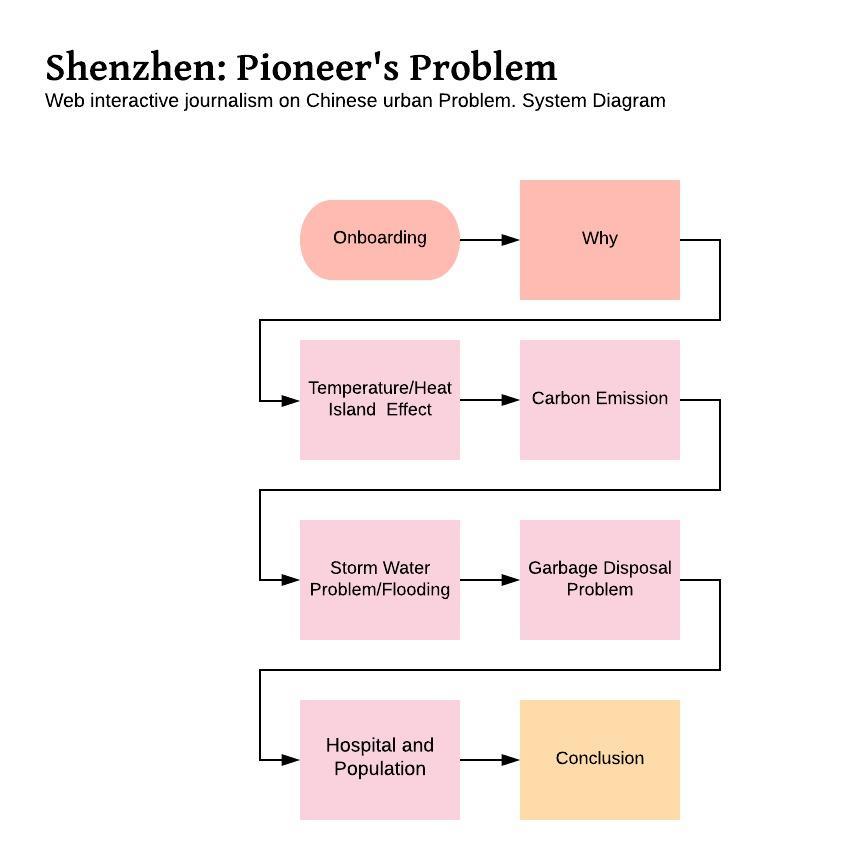 Shenzhen: Pioneer's Problem
Web interactive journalism on Chinese urban Problem. System Diagram
Onboarding
Why
Temperature/Heat
Island  Effect
Carbon Emission
Storm Water
Problem/Flooding
Garbage Disposal
Problem
Hospital and
Population
Conclusion